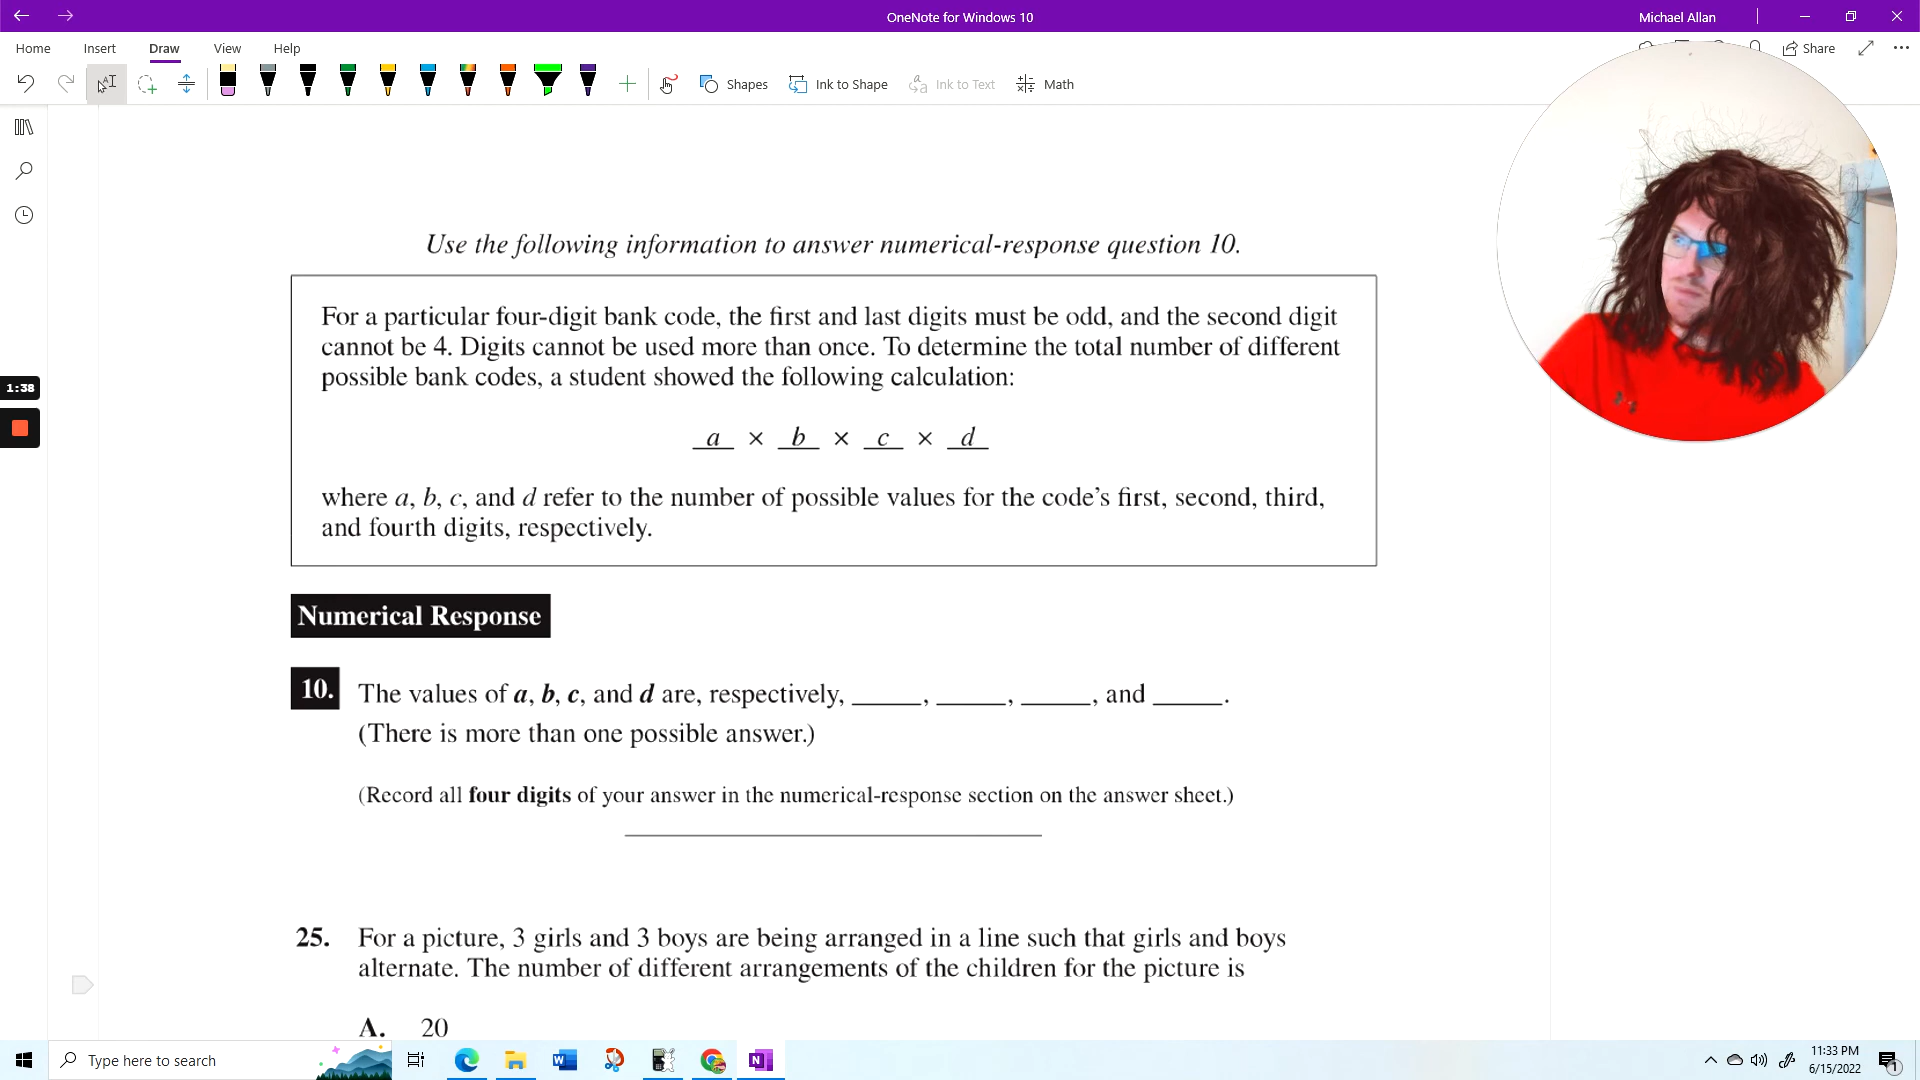 OneNote for Windows 10
Michael Allan
Home Insert Draw View Help
Share
Shapes Ink to Shape Ink to Text Math
Use the following information to answer numerical-response question 10.
For a particular four-digit bank code, the first and last digits must be odd, and the second digit
cannot be 4. Digits cannot be used more than once. To determine the total number of different
possible bank codes, a student showed the following calculation:
a × b × c × d
where a, b, c, and d refer to the number of possible values for the code’s first, second, third,
and fourth digits, respectively.
1:38
Numerical Response
10. The values of a, b, c, and d are, respectively, _____, _____, _____, and _____.
(There is more than one possible answer.)
(Record all four digits of your answer in the numerical-response section on the answer sheet.)
25. For a picture, 3 girls and 3 boys are being arranged in a line such that girls and boys
alternate. The number of different arrangements of the children for the picture is
A. 20
Type here to search
11:33 PM
6/15/2022
1